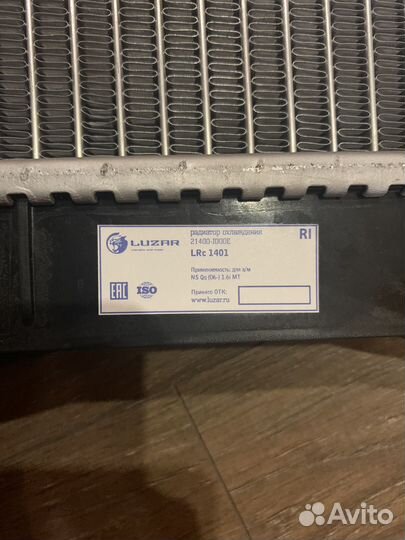 LUZAR
радиатор охлаждения
21400-JD00E
LRc 1401
RI
Применяемость: для а/м
NS Qq (06-) 1.6i MT
Принято ОТК:
www.luzar.ru
EAC
ISO
Avito